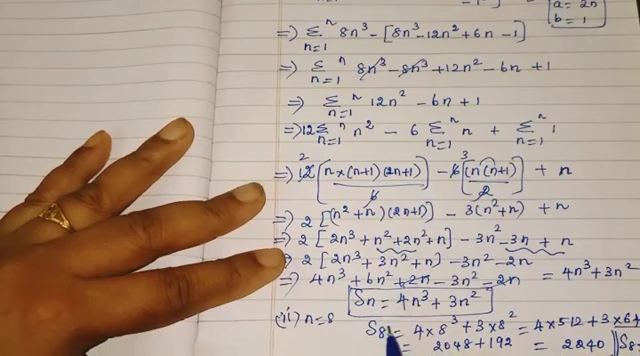 a = 2n
b = 1
⇒ Σ_{n=1}^{n} 8n³ − [8n³ − 12n² + 6n − 1]
⇒ Σ_{n=1}^{n} 8n³ − 8n³ + 12n² − 6n + 1
⇒ Σ_{n=1}^{n} 12n² − 6n + 1
⇒ 12 Σ_{n=1}^{n} n² − 6 Σ_{n=1}^{n} n + Σ_{n=1}^{n} 1
⇒ 12 2 [n×(n+1)(2n+1) / 6] − 6 3 [(n(n+1) / 2] + n
⇒ 2 [(n² + n)(2n+1)] − 3(n² + n) + n
⇒ 2 [2n³ + n² + 2n² + n] − 3n² − 3n + n
⇒ 2 [2n³ + 3n² + n] − 3n² − 2n
⇒ 4n³ + 6n² + 2n − 3n² − 2n = 4n³ + 3n²
Sn = 4n³ + 3n²
(ii) n = 8
S8 = 4×8³ + 3×8² = 4×512 + 3×64
= 2048 + 192 = 2240 S8 =